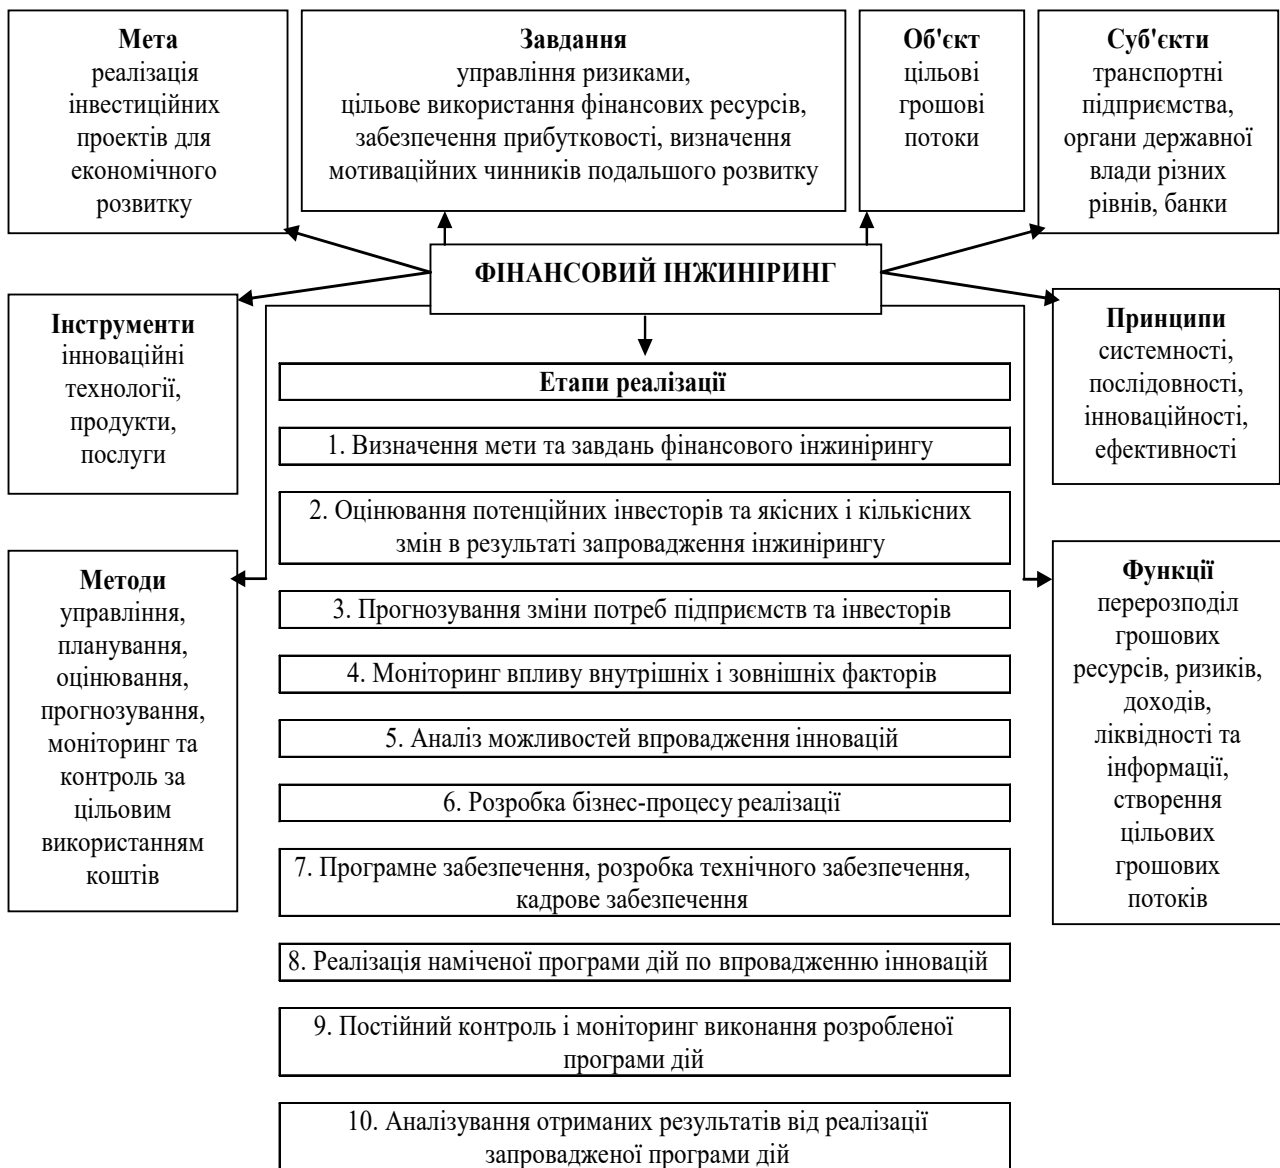 Мета
реалізація
інвестиційних
проектів для
економічного
розвитку
Завдання
управління ризиками,
цільове використання фінансових ресурсів,
забезпечення прибутковості, визначення
мотиваційних чинників подальшого розвитку
Об'єкт
цільові
грошові
потоки
Суб'єкти
транспортні
підприємства,
органи державної
влади різних
рівнів, банки
ФІНАНСОВИЙ ІНЖИНІРИНГ
Інструменти
інноваційні
технології,
продукти,
послуги
Принципи
системності,
послідовності,
інноваційності,
ефективності
Методи
управління,
планування,
оцінювання,
прогнозування,
моніторинг та
контроль за
цільовим
використанням
коштів
Функції
перерозподіл
грошових
ресурсів, ризиків,
доходів,
ліквідності та
інформації,
створення
цільових
грошових
потоків
Етапи реалізації
1. Визначення мети та завдань фінансового інжинірингу
2. Оцінювання потенційних інвесторів та якісних і кількісних
змін в результаті запровадження інжинірингу
3. Прогнозування зміни потреб підприємств та інвесторів
4. Моніторинг впливу внутрішніх і зовнішніх факторів
5. Аналіз можливостей впровадження інновацій
6. Розробка бізнес-процесу реалізації
7. Програмне забезпечення, розробка технічного забезпечення,
кадрове забезпечення
8. Реалізація наміченої програми дій по впровадженню інновацій
9. Постійний контроль і моніторинг виконання розробленої
програми дій
10. Аналізування отриманих результатів від реалізації
запровадженої програми дій